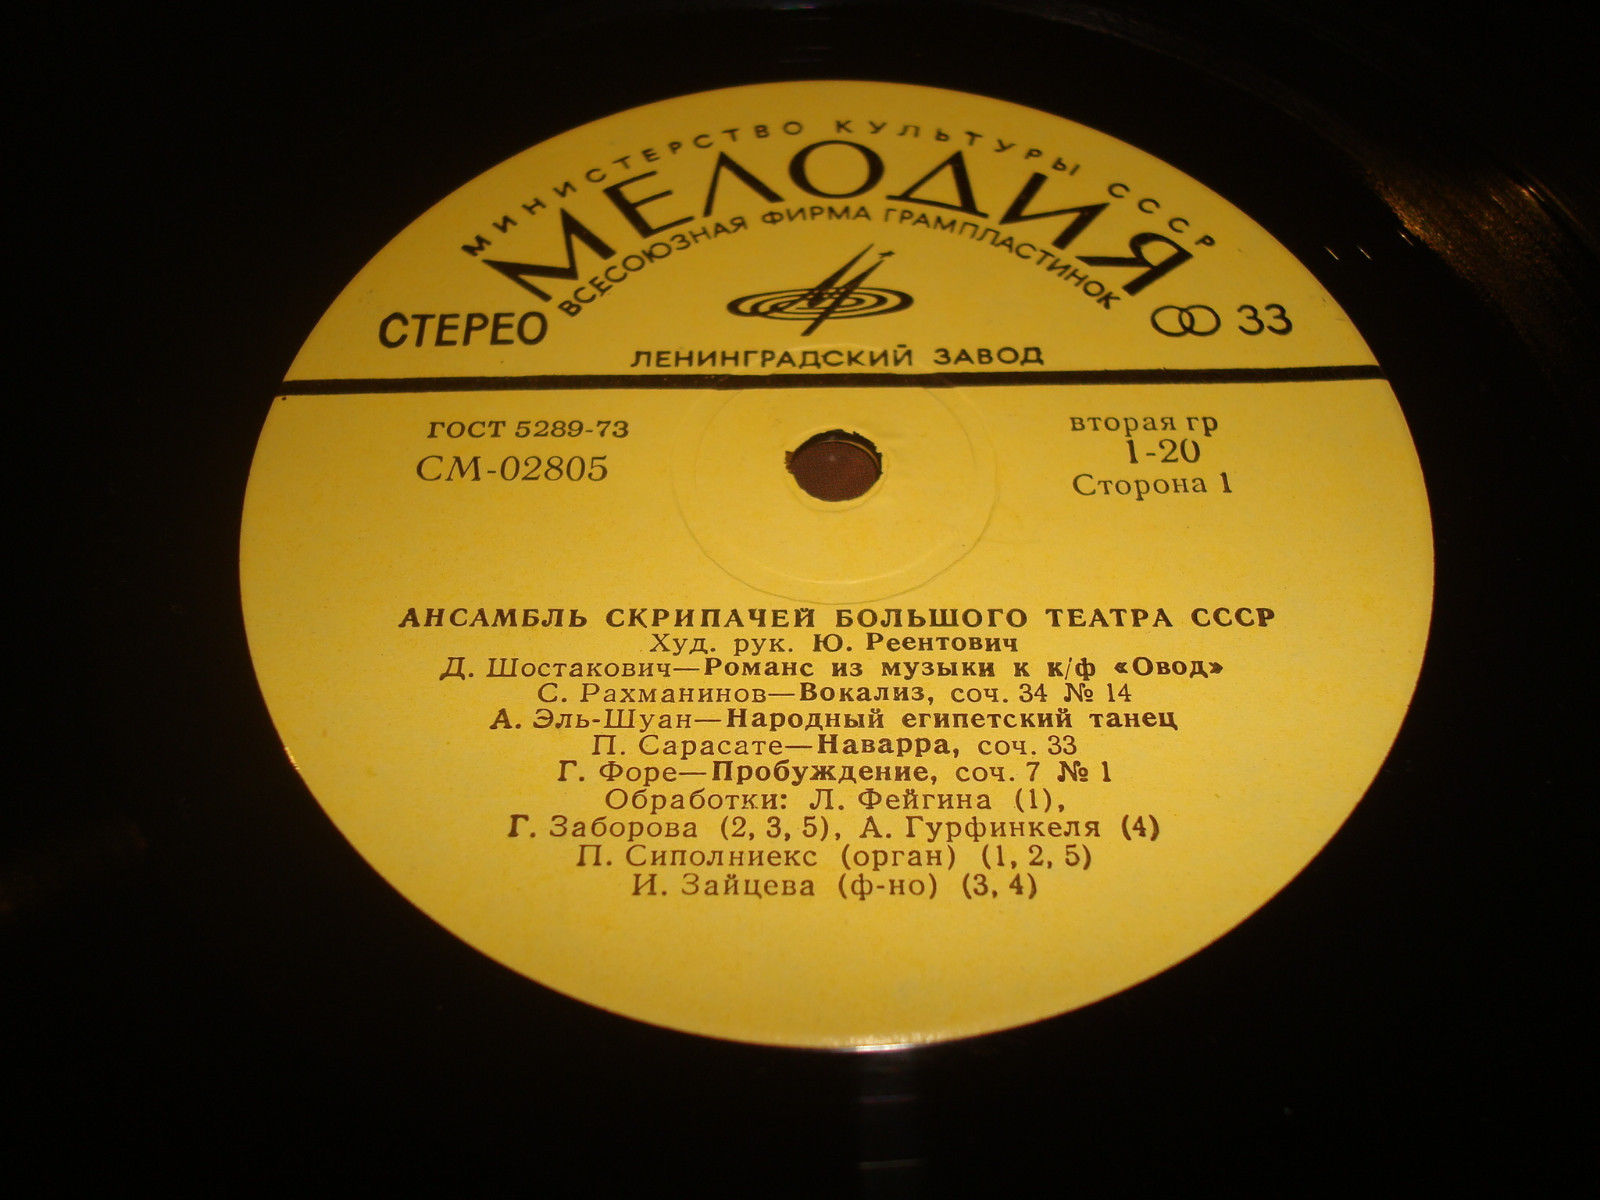 МИНИСТЕРСТВО КУЛЬТУРЫ СССР
МЕЛОДИЯ
ВСЕСОЮЗНАЯ ФИРМА ГРАМПЛАСТИНОК
СТЕРЕО
33
ЛЕНИНГРАДСКИЙ ЗАВОД
ГОСТ 5289-73
СМ-02805
вторая гр
1-20
Сторона 1
АНСАМБЛЬ СКРИПАЧЕЙ БОЛЬШОГО ТЕАТРА СССР
Худ. рук. Ю. Реентович
Д. Шостакович—Романс из музыки к к/ф «Овод»
С. Рахманинов—Вокализ, соч. 34 № 14
А. Эль-Шуан—Народный египетский танец
П. Сарасате—Наварра, соч. 33
Г. Форе—Пробуждение, соч. 7 № 1
Обработки: Л. Фейгина (1),
Г. Заборова (2, 3, 5), А. Гурфинкеля (4)
П. Сиполниекс (орган) (1, 2, 5)
И. Зайцева (ф-но) (3, 4)